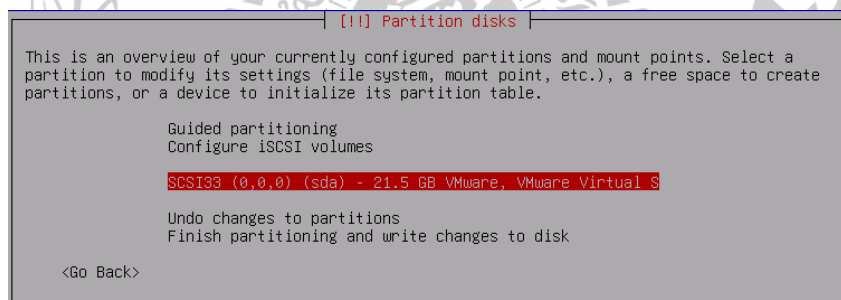 [!!] Partition disks
This is an overview of your currently configured partitions and mount points. Select a
partition to modify its settings (file system, mount point, etc.), a free space to create
partitions, or a device to initialize its partition table.
Guided partitioning
Configure iSCSI volumes
SCSI33 (0,0,0) (sda) - 21.5 GB VMware, VMware Virtual S
Undo changes to partitions
Finish partitioning and write changes to disk
<Go Back>